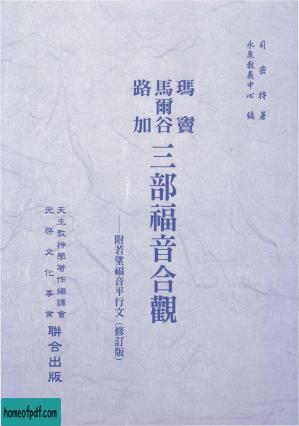 司密特著
永泉教義中心編
瑪竇
馬爾谷
路加
三部福音合觀
——附若望福音平行文（修訂版）
天主教神學著作編譯會
光啓文化事業
聯合出版
homeofpdf.com